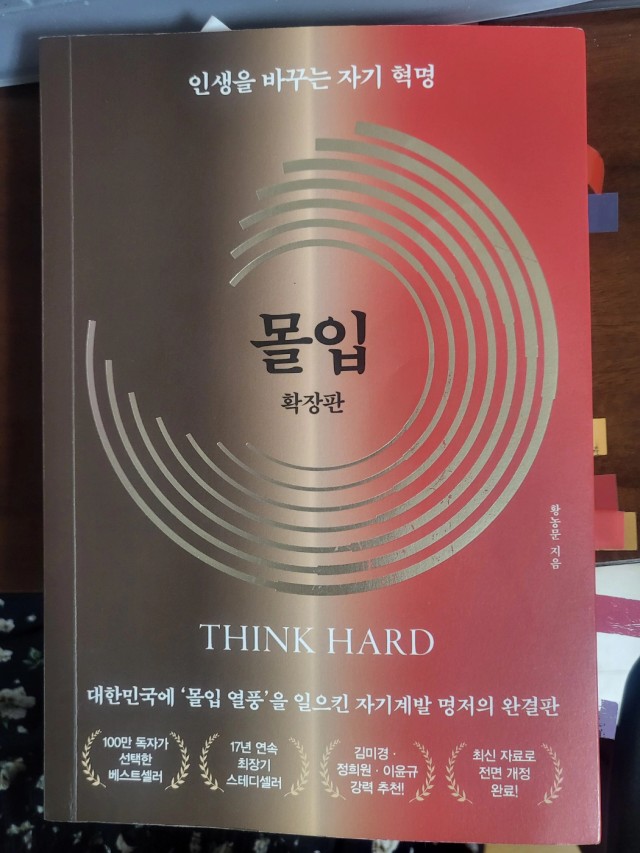 인생을 바꾸는 자기 혁명
몰입
확장판
황농문 지음
THINK HARD
대한민국에 ‘몰입 열풍’을 일으킨 자기계발 명저의 완결판
100만 독자가
선택한
베스트셀러
17년 연속
최장기
스테디셀러
김미경·
정희원·이윤규
강력 추천!
최신 자료로
전면 개정
완료!